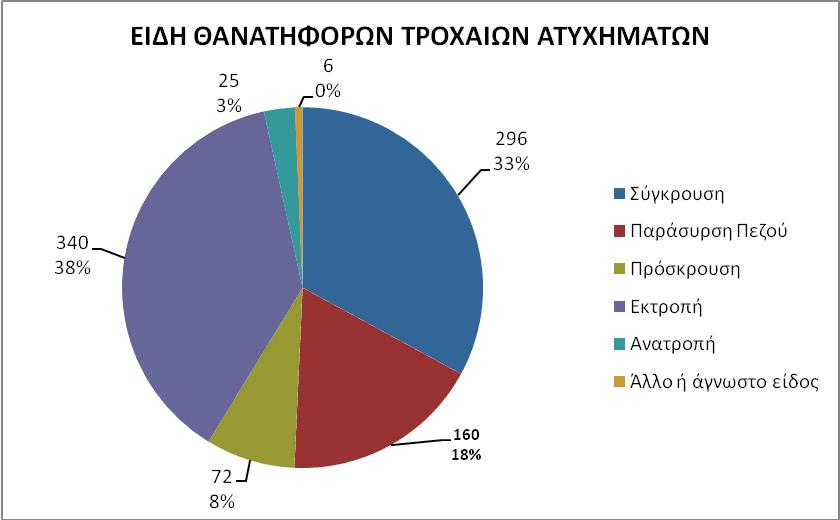 ΕΙΔΗ ΘΑΝΑΤΗΦΟΡΩΝ ΤΡΟΧΑΙΩΝ ΑΤΥΧΗΜΑΤΩΝ
6
0%
25
3%
296
33%
340
38%
160
18%
72
8%
Σύγκρουση
Παράσυρση Πεζού
Πρόσκρουση
Εκτροπή
Ανατροπή
Άλλο ή άγνωστο είδος